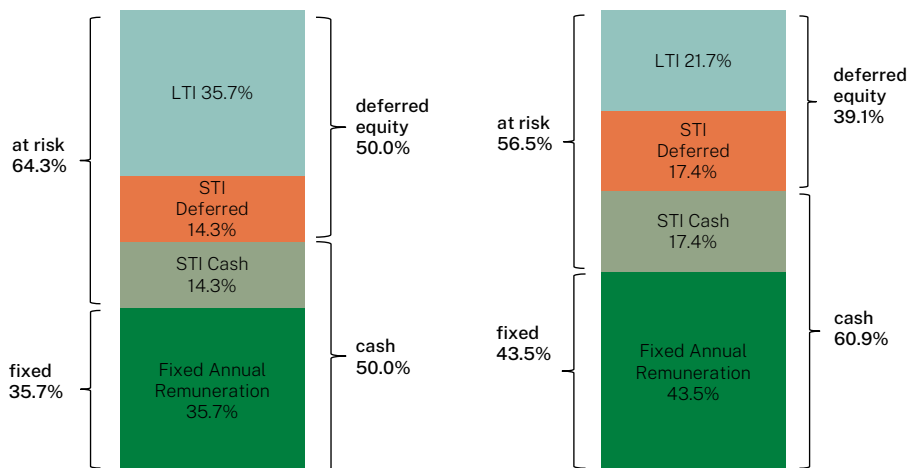 LTI 35.7%
STI
Deferred
14.3%
STI Cash
14.3%
Fixed Annual
Remuneration
35.7%
at risk
64.3%
fixed
35.7%
deferred
equity
50.0%
cash
50.0%
LTI 21.7%
STI
Deferred
17.4%
STI Cash
17.4%
Fixed Annual
Remuneration
43.5%
at risk
56.5%
fixed
43.5%
deferred
equity
39.1%
cash
60.9%